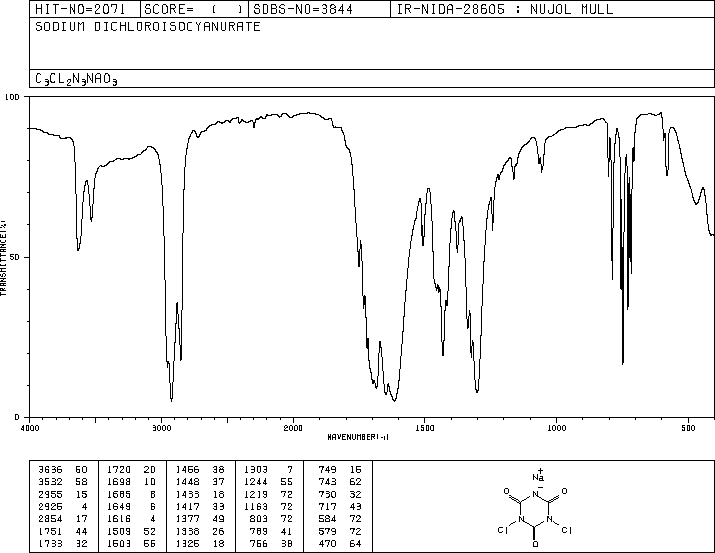 HIT-NO=2071 SCORE= ( ) SDBS-NO=3844 IR-NIDA-28605 : NUJOL MULL
SODIUM DICHLOROISOCYANURATE
C3CL2N3NAO3
100
50
0
TRANSMITTANCE(%)
4000 3000 2000 1500 1000 500
WAVENUMBER(-1)
3636 50 1720 20 1456 38 1303 7 749 15
3532 58 1698 10 1448 37 1244 55 743 62
2955 15 1685 8 1433 18 1219 72 730 32
2925 4 1649 6 1417 33 1163 72 717 43
2854 17 1616 4 1377 49 803 72 584 72
1751 44 1509 52 1338 26 789 41 579 72
1733 32 1503 55 1325 18 756 38 470 64
+
Na
−
O N O
N N
Cl Cl
O